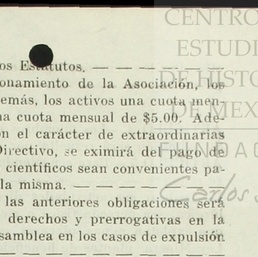 CENTRO
ESTUDI
DE HISTO
DE MEX
FUNDAC
Carlos S
os Estatutos. — — — — — — — —
onamiento de la Asociación, los
emás, los activos una cuota men-
na cuota mensual de $5.00. Ade-
on el carácter de extraordinarias
Directivo, se eximirá del pago de
científicos sean convenientes pa-
la misma. — — — — — — — —
las anteriores obligaciones será
derechos y prerrogativas en la
samblea en los casos de expulsión